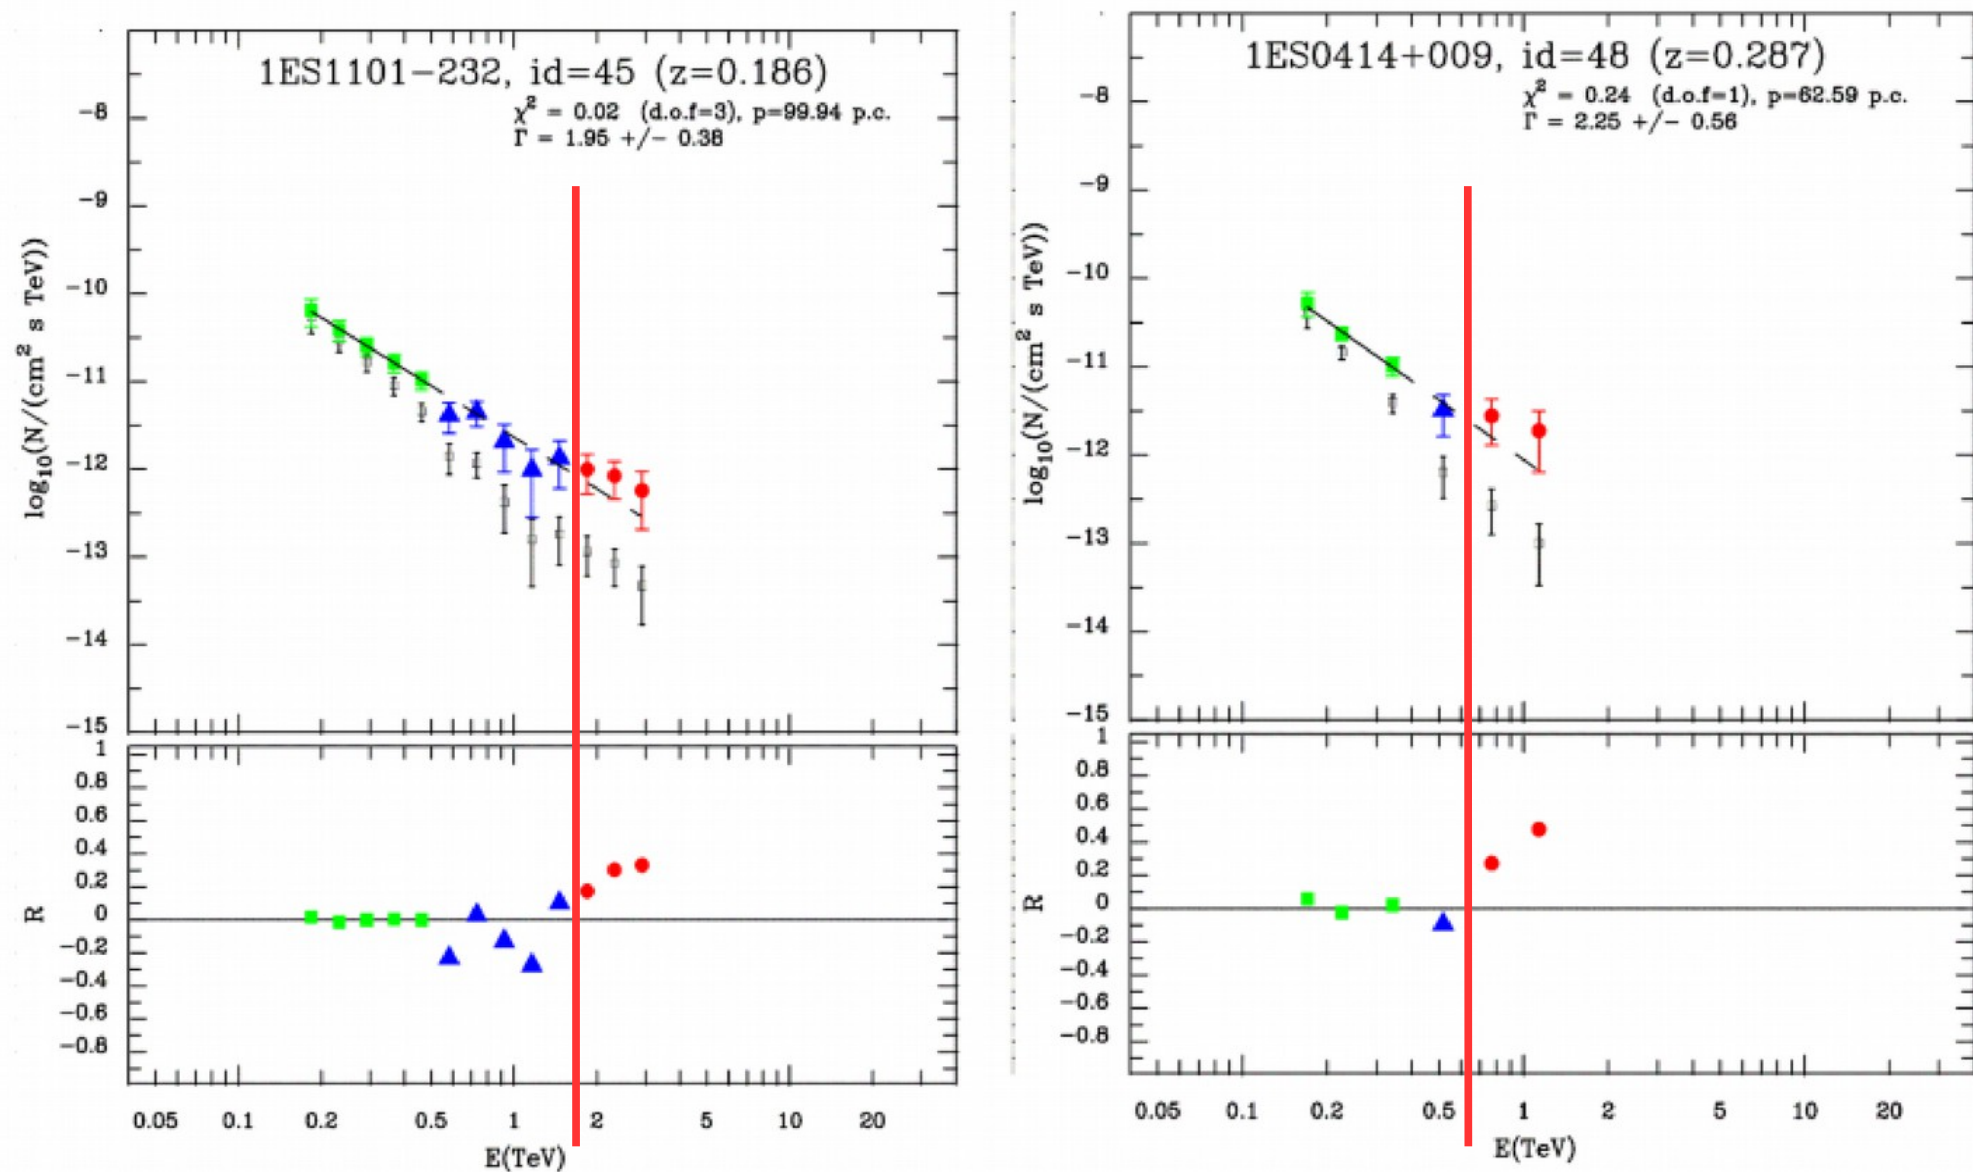 1ES1101−232, id=45 (z=0.186)
χ² = 0.02 (d.o.f=3), p=99.94 p.c.
Γ = 1.95 +/− 0.38
log₁₀(N/(cm² s TeV))
−8
−9
−10
−11
−12
−13
−14
−15
R
1
0.8
0.6
0.4
0.2
0
−0.2
−0.4
−0.6
−0.8
0.05 0.1 0.2 0.5 1 2 5 10 20
E(TeV)
1ES0414+009, id=48 (z=0.287)
χ² = 0.24 (d.o.f=1), p=62.59 p.c.
Γ = 2.25 +/− 0.56
log₁₀(N/(cm² s TeV))
−8
−9
−10
−11
−12
−13
−14
−15
R
1
0.8
0.6
0.4
0.2
0
−0.2
−0.4
−0.6
−0.8
0.05 0.1 0.2 0.5 1 2 5 10 20
E(TeV)